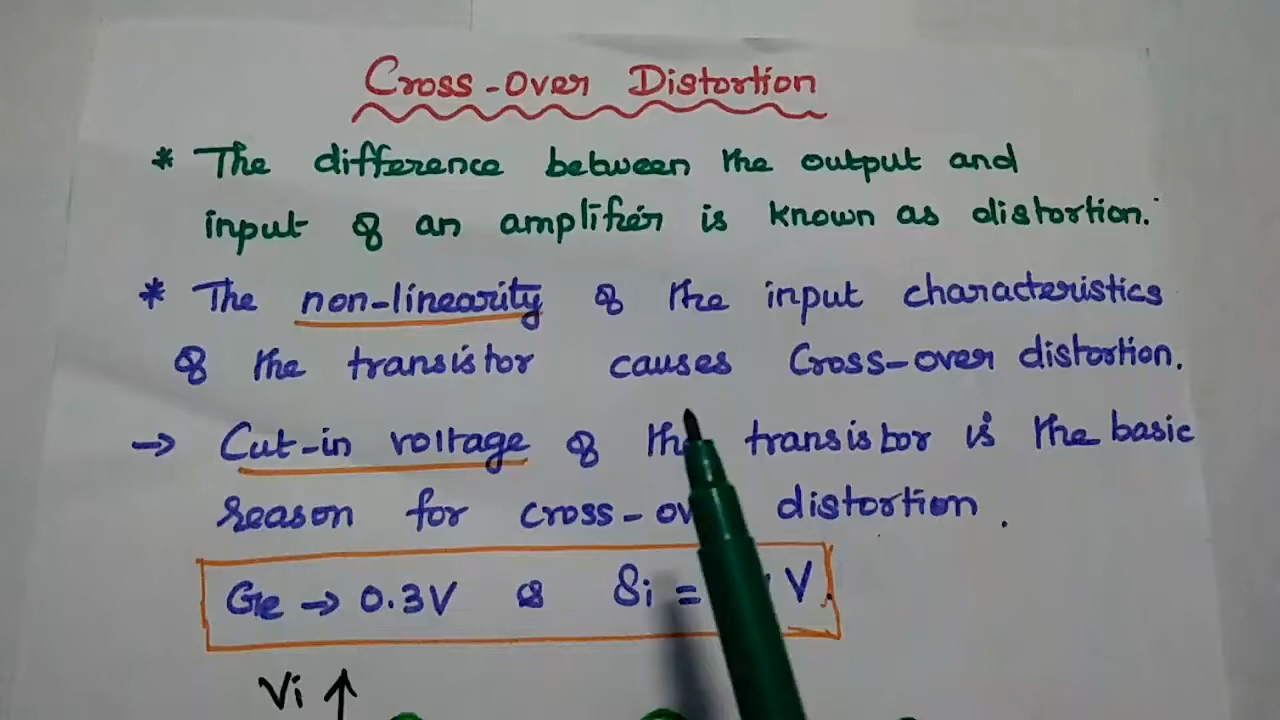 Cross-Over Distortion
* The difference between the output and
input of an amplifier is known as distortion.
* The non-linearity of the input characteristics
of the transistor causes Cross-over distortion.
→ Cut-in voltage of the transistor is the basic
reason for cross-ov distortion.
Ge → 0.3V & Si = V.
Vi ↑